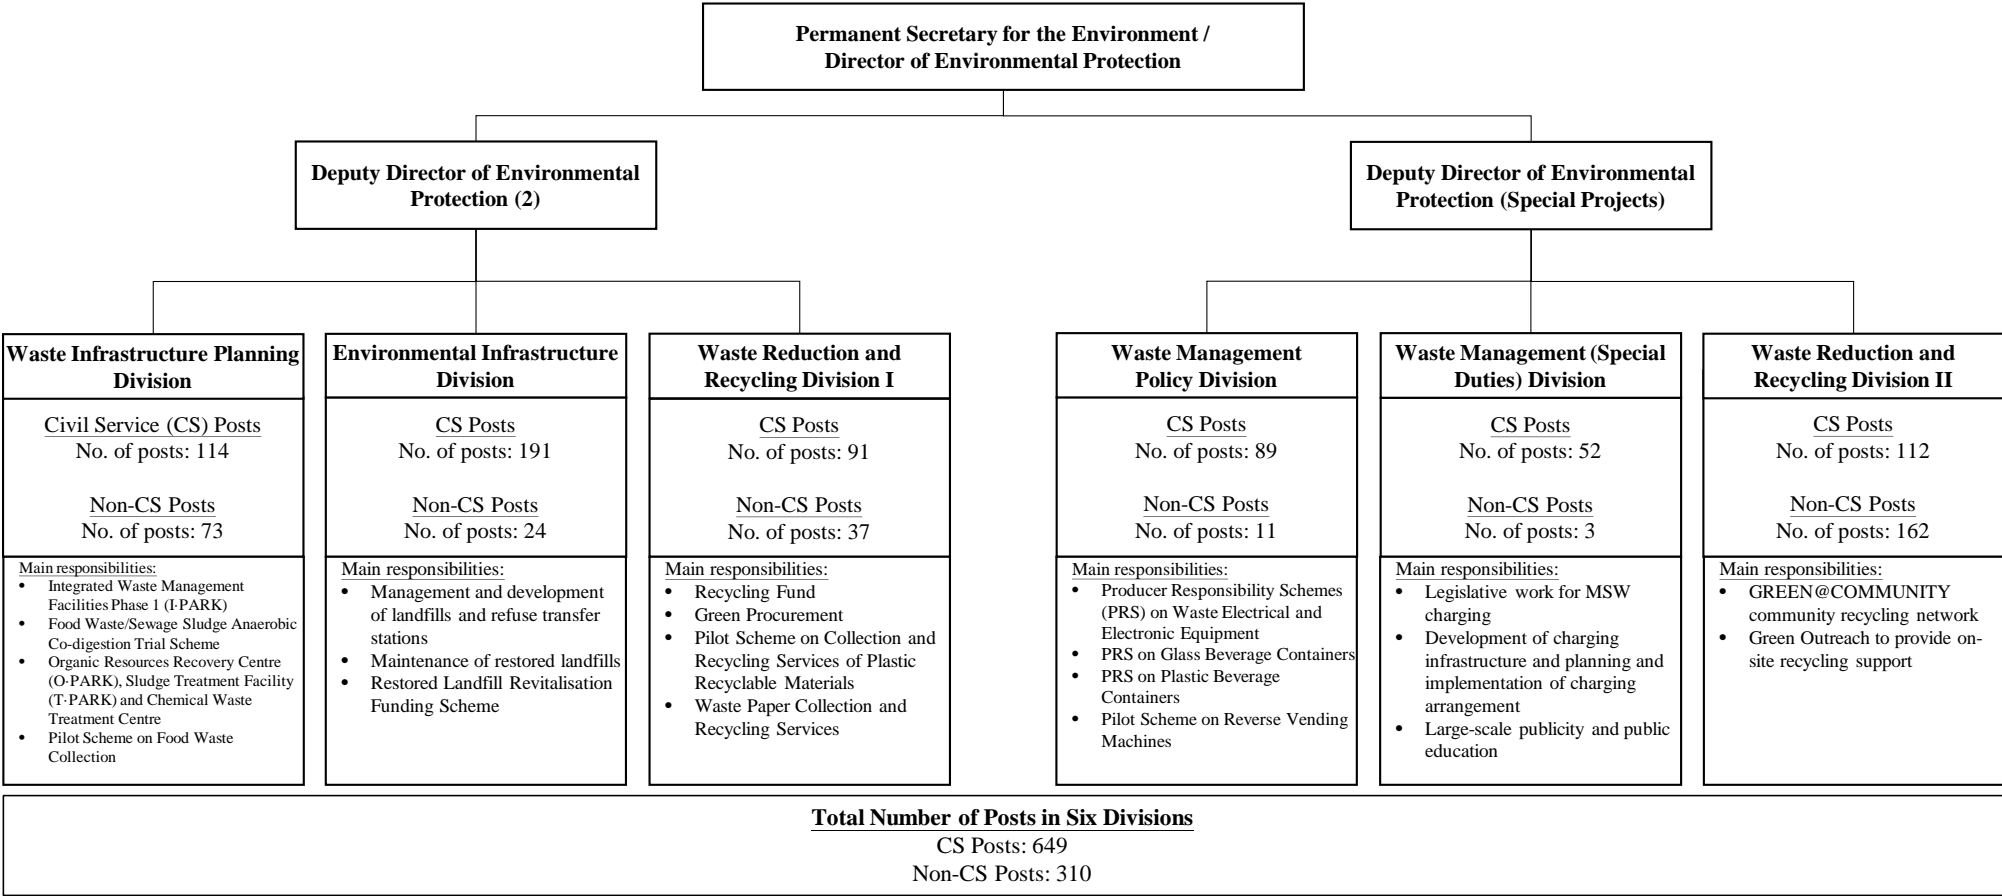 Permanent Secretary for the Environment /
Director of Environmental Protection
Deputy Director of Environmental
Protection (2)
Deputy Director of Environmental
Protection (Special Projects)
Waste Infrastructure Planning
Division
Civil Service (CS) Posts
No. of posts: 114
Non-CS Posts
No. of posts: 73
Main responsibilities:
• Integrated Waste Management
Facilities Phase 1 (I·PARK)
• Food Waste/Sewage Sludge Anaerobic
Co-digestion Trial Scheme
• Organic Resources Recovery Centre
(O·PARK), Sludge Treatment Facility
(T·PARK) and Chemical Waste
Treatment Centre
• Pilot Scheme on Food Waste
Collection
Environmental Infrastructure
Division
CS Posts
No. of posts: 191
Non-CS Posts
No. of posts: 24
Main responsibilities:
• Management and development
of landfills and refuse transfer
stations
• Maintenance of restored landfills
• Restored Landfill Revitalisation
Funding Scheme
Waste Reduction and
Recycling Division I
CS Posts
No. of posts: 91
Non-CS Posts
No. of posts: 37
Main responsibilities:
• Recycling Fund
• Green Procurement
• Pilot Scheme on Collection and
Recycling Services of Plastic
Recyclable Materials
• Waste Paper Collection and
Recycling Services
Waste Management
Policy Division
CS Posts
No. of posts: 89
Non-CS Posts
No. of posts: 11
Main responsibilities:
• Producer Responsibility Schemes
(PRS) on Waste Electrical and
Electronic Equipment
• PRS on Glass Beverage Containers
• PRS on Plastic Beverage
Containers
• Pilot Scheme on Reverse Vending
Machines
Waste Management (Special
Duties) Division
CS Posts
No. of posts: 52
Non-CS Posts
No. of posts: 3
Main responsibilities:
• Legislative work for MSW
charging
• Development of charging
infrastructure and planning and
implementation of charging
arrangement
• Large-scale publicity and public
education
Waste Reduction and
Recycling Division II
CS Posts
No. of posts: 112
Non-CS Posts
No. of posts: 162
Main responsibilities:
• GREEN@COMMUNITY
community recycling network
• Green Outreach to provide on-
site recycling support
Total Number of Posts in Six Divisions
CS Posts: 649
Non-CS Posts: 310